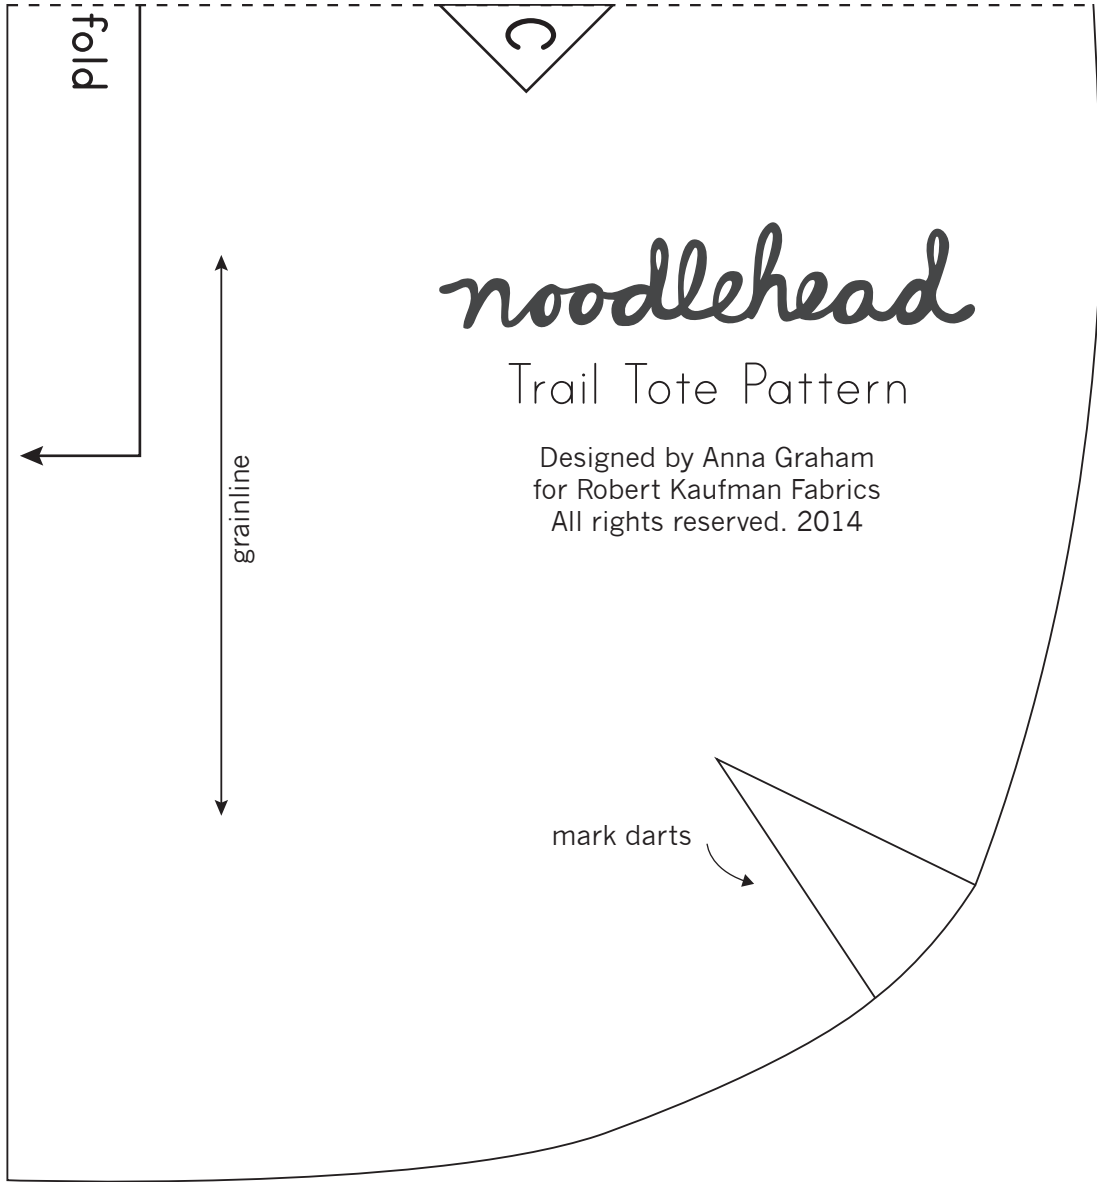 fold
C
noodlehead
Trail Tote Pattern
Designed by Anna Graham
for Robert Kaufman Fabrics
All rights reserved. 2014
grainline
mark darts